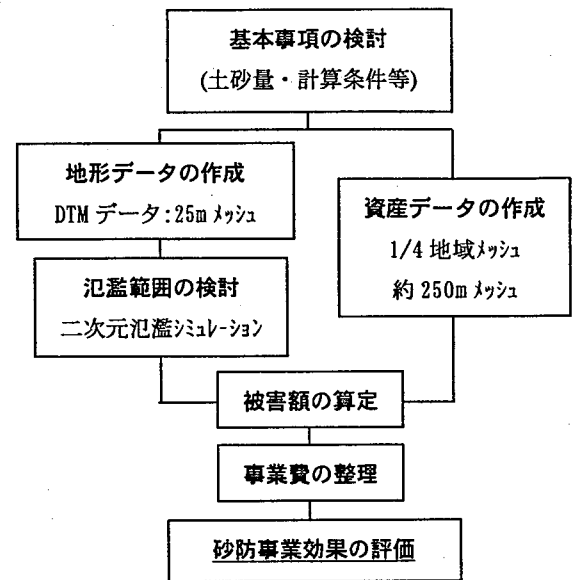 基本事項の検討
(土砂量・計算条件等)
地形データの作成
DTM データ:25m メッシュ
資産データの作成
1/4 地域メッシュ
約 250m メッシュ
氾濫範囲の検討
二次元氾濫シミュレーション
被害額の算定
事業費の整理
砂防事業効果の評価